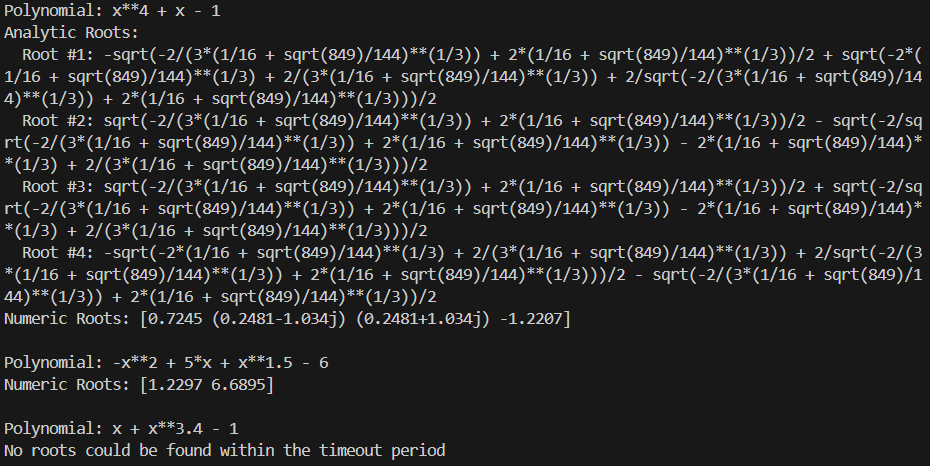 Polynomial: x**4 + x - 1
Analytic Roots:
  Root #1: -sqrt(-2/(3*(1/16 + sqrt(849)/144)**(1/3)) + 2*(1/16 + sqrt(849)/144)**(1/3))/2 + sqrt(-2*(
1/16 + sqrt(849)/144)**(1/3) + 2/(3*(1/16 + sqrt(849)/144)**(1/3)) + 2/sqrt(-2/(3*(1/16 + sqrt(849)/14
4)**(1/3)) + 2*(1/16 + sqrt(849)/144)**(1/3)))/2
  Root #2: sqrt(-2/(3*(1/16 + sqrt(849)/144)**(1/3)) + 2*(1/16 + sqrt(849)/144)**(1/3))/2 - sqrt(-2/sq
rt(-2/(3*(1/16 + sqrt(849)/144)**(1/3)) + 2*(1/16 + sqrt(849)/144)**(1/3)) - 2*(1/16 + sqrt(849)/144)*
*(1/3) + 2/(3*(1/16 + sqrt(849)/144)**(1/3)))/2
  Root #3: sqrt(-2/(3*(1/16 + sqrt(849)/144)**(1/3)) + 2*(1/16 + sqrt(849)/144)**(1/3))/2 + sqrt(-2/sq
rt(-2/(3*(1/16 + sqrt(849)/144)**(1/3)) + 2*(1/16 + sqrt(849)/144)**(1/3)) - 2*(1/16 + sqrt(849)/144)*
*(1/3) + 2/(3*(1/16 + sqrt(849)/144)**(1/3)))/2
  Root #4: -sqrt(-2*(1/16 + sqrt(849)/144)**(1/3) + 2/(3*(1/16 + sqrt(849)/144)**(1/3)) + 2/sqrt(-2/(3
*(1/16 + sqrt(849)/144)**(1/3)) + 2*(1/16 + sqrt(849)/144)**(1/3)))/2 - sqrt(-2/(3*(1/16 + sqrt(849)/1
44)**(1/3)) + 2*(1/16 + sqrt(849)/144)**(1/3))/2
Numeric Roots: [0.7245 (0.2481-1.034j) (0.2481+1.034j) -1.2207]

Polynomial: -x**2 + 5*x + x**1.5 - 6
Numeric Roots: [1.2297 6.6895]

Polynomial: x + x**3.4 - 1
No roots could be found within the timeout period